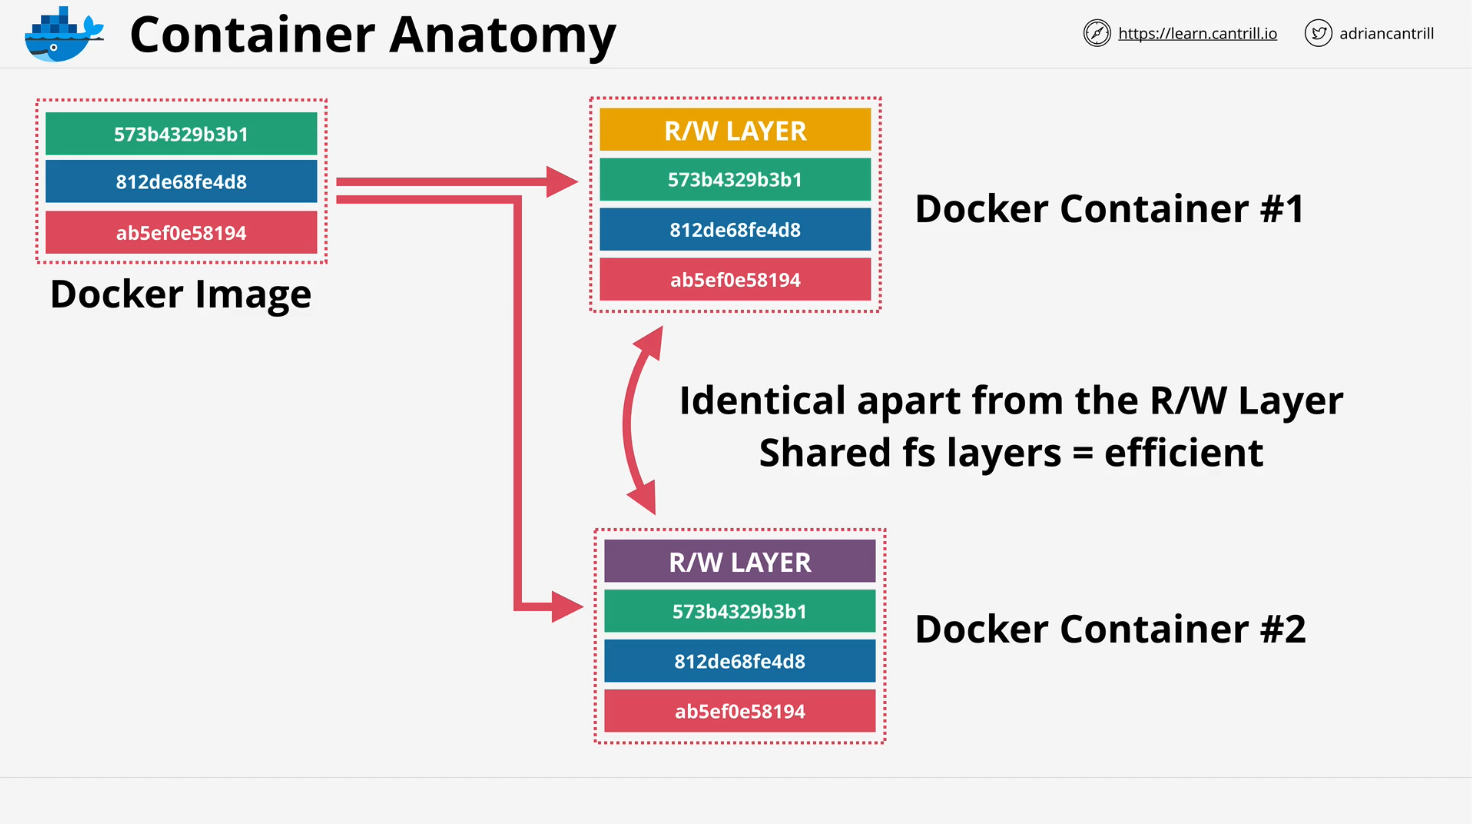 Container Anatomy
https://learn.cantrill.io
adriancantrill
573b4329b3b1
812de68fe4d8
ab5ef0e58194
Docker Image
R/W LAYER
573b4329b3b1
812de68fe4d8
ab5ef0e58194
Docker Container #1
Identical apart from the R/W Layer
Shared fs layers = efficient
R/W LAYER
573b4329b3b1
812de68fe4d8
ab5ef0e58194
Docker Container #2